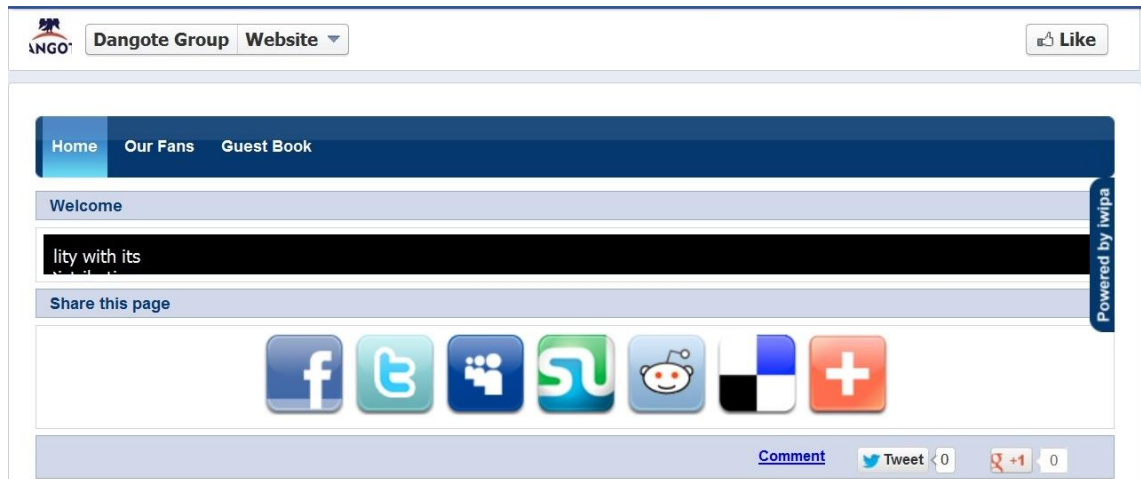 Dangote Group Website
Like
Home Our Fans Guest Book
Welcome
lity with its
Powered by iwipa
Share this page
Comment Tweet 0 +1 0